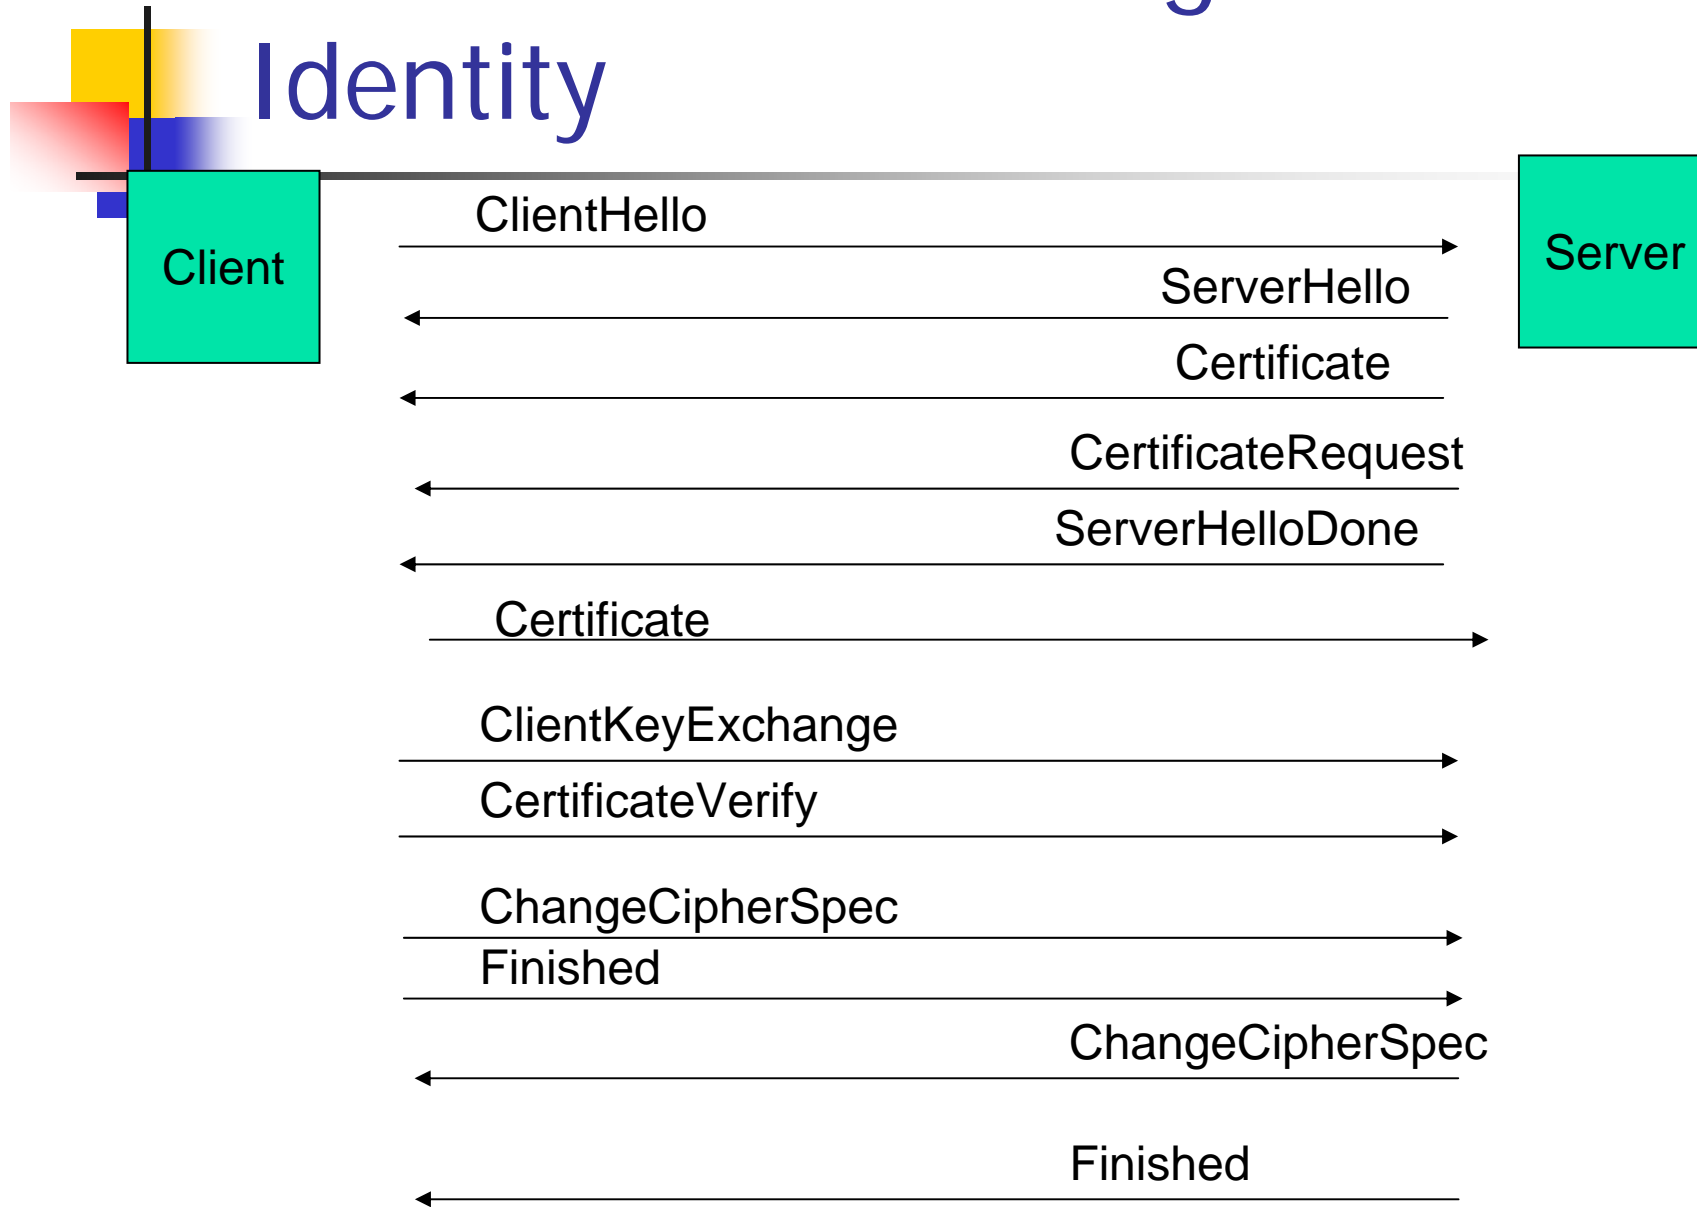 Identity
Client
Server
ClientHello
ServerHello
Certificate
CertificateRequest
ServerHelloDone
Certificate
ClientKeyExchange
CertificateVerify
ChangeCipherSpec
Finished
ChangeCipherSpec
Finished